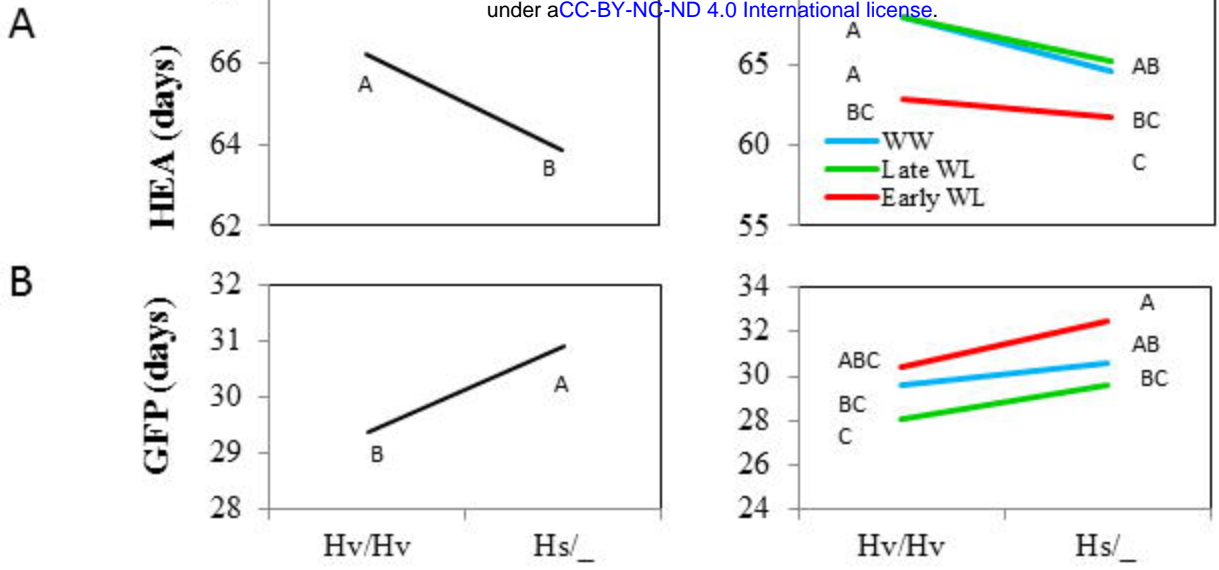 under aCC-BY-NC-ND 4.0 International license.
A
HEA (days)
66
64
62
A
B
65
60
55
A
A
BC
AB
BC
C
WW
Late WL
Early WL
B
GFP (days)
32
31
30
29
28
B
A
Hv/Hv
Hs/_
34
32
30
28
26
24
ABC
BC
C
A
AB
BC
Hv/Hv
Hs/_